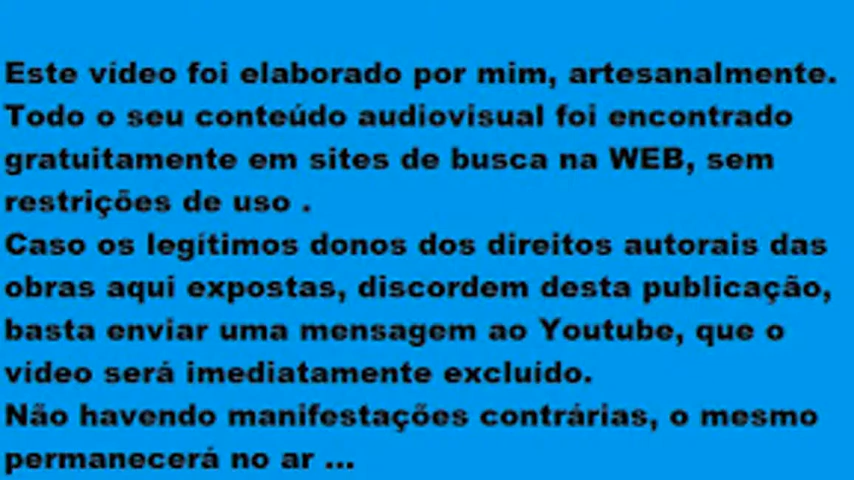 Este vídeo foi elaborado por mim, artesanalmente.
Todo o seu conteúdo audiovisual foi encontrado
gratuitamente em sites de busca na WEB, sem
restrições de uso .
Caso os legítimos donos dos direitos autorais das
obras aqui expostas, discordem desta publicação,
basta enviar uma mensagem ao Youtube, que o
vídeo será imediatamente excluído.
Não havendo manifestações contrárias, o mesmo
permanecerá no ar ...